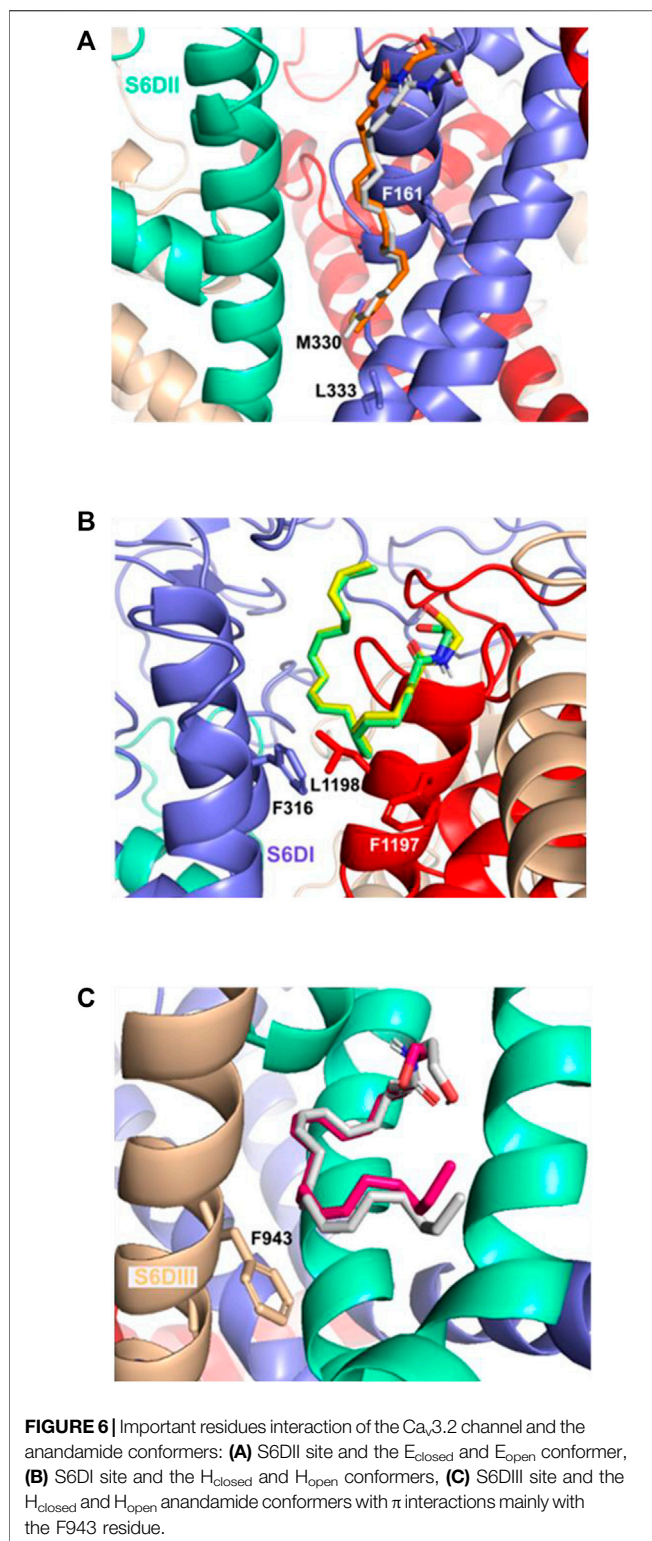 A
S6DII
F161
M330
L333
B
L1198
F316
F1197
S6DI
C
F943
S6DIII
FIGURE 6 | Important residues interaction of the Cav3.2 channel and the
anandamide conformers: (A) S6DII site and the Eclosed and Eopen conformer,
(B) S6DI site and the Hclosed and Hopen conformers, (C) S6DIII site and the
Hclosed and Hopen anandamide conformers with π interactions mainly with
the F943 residue.